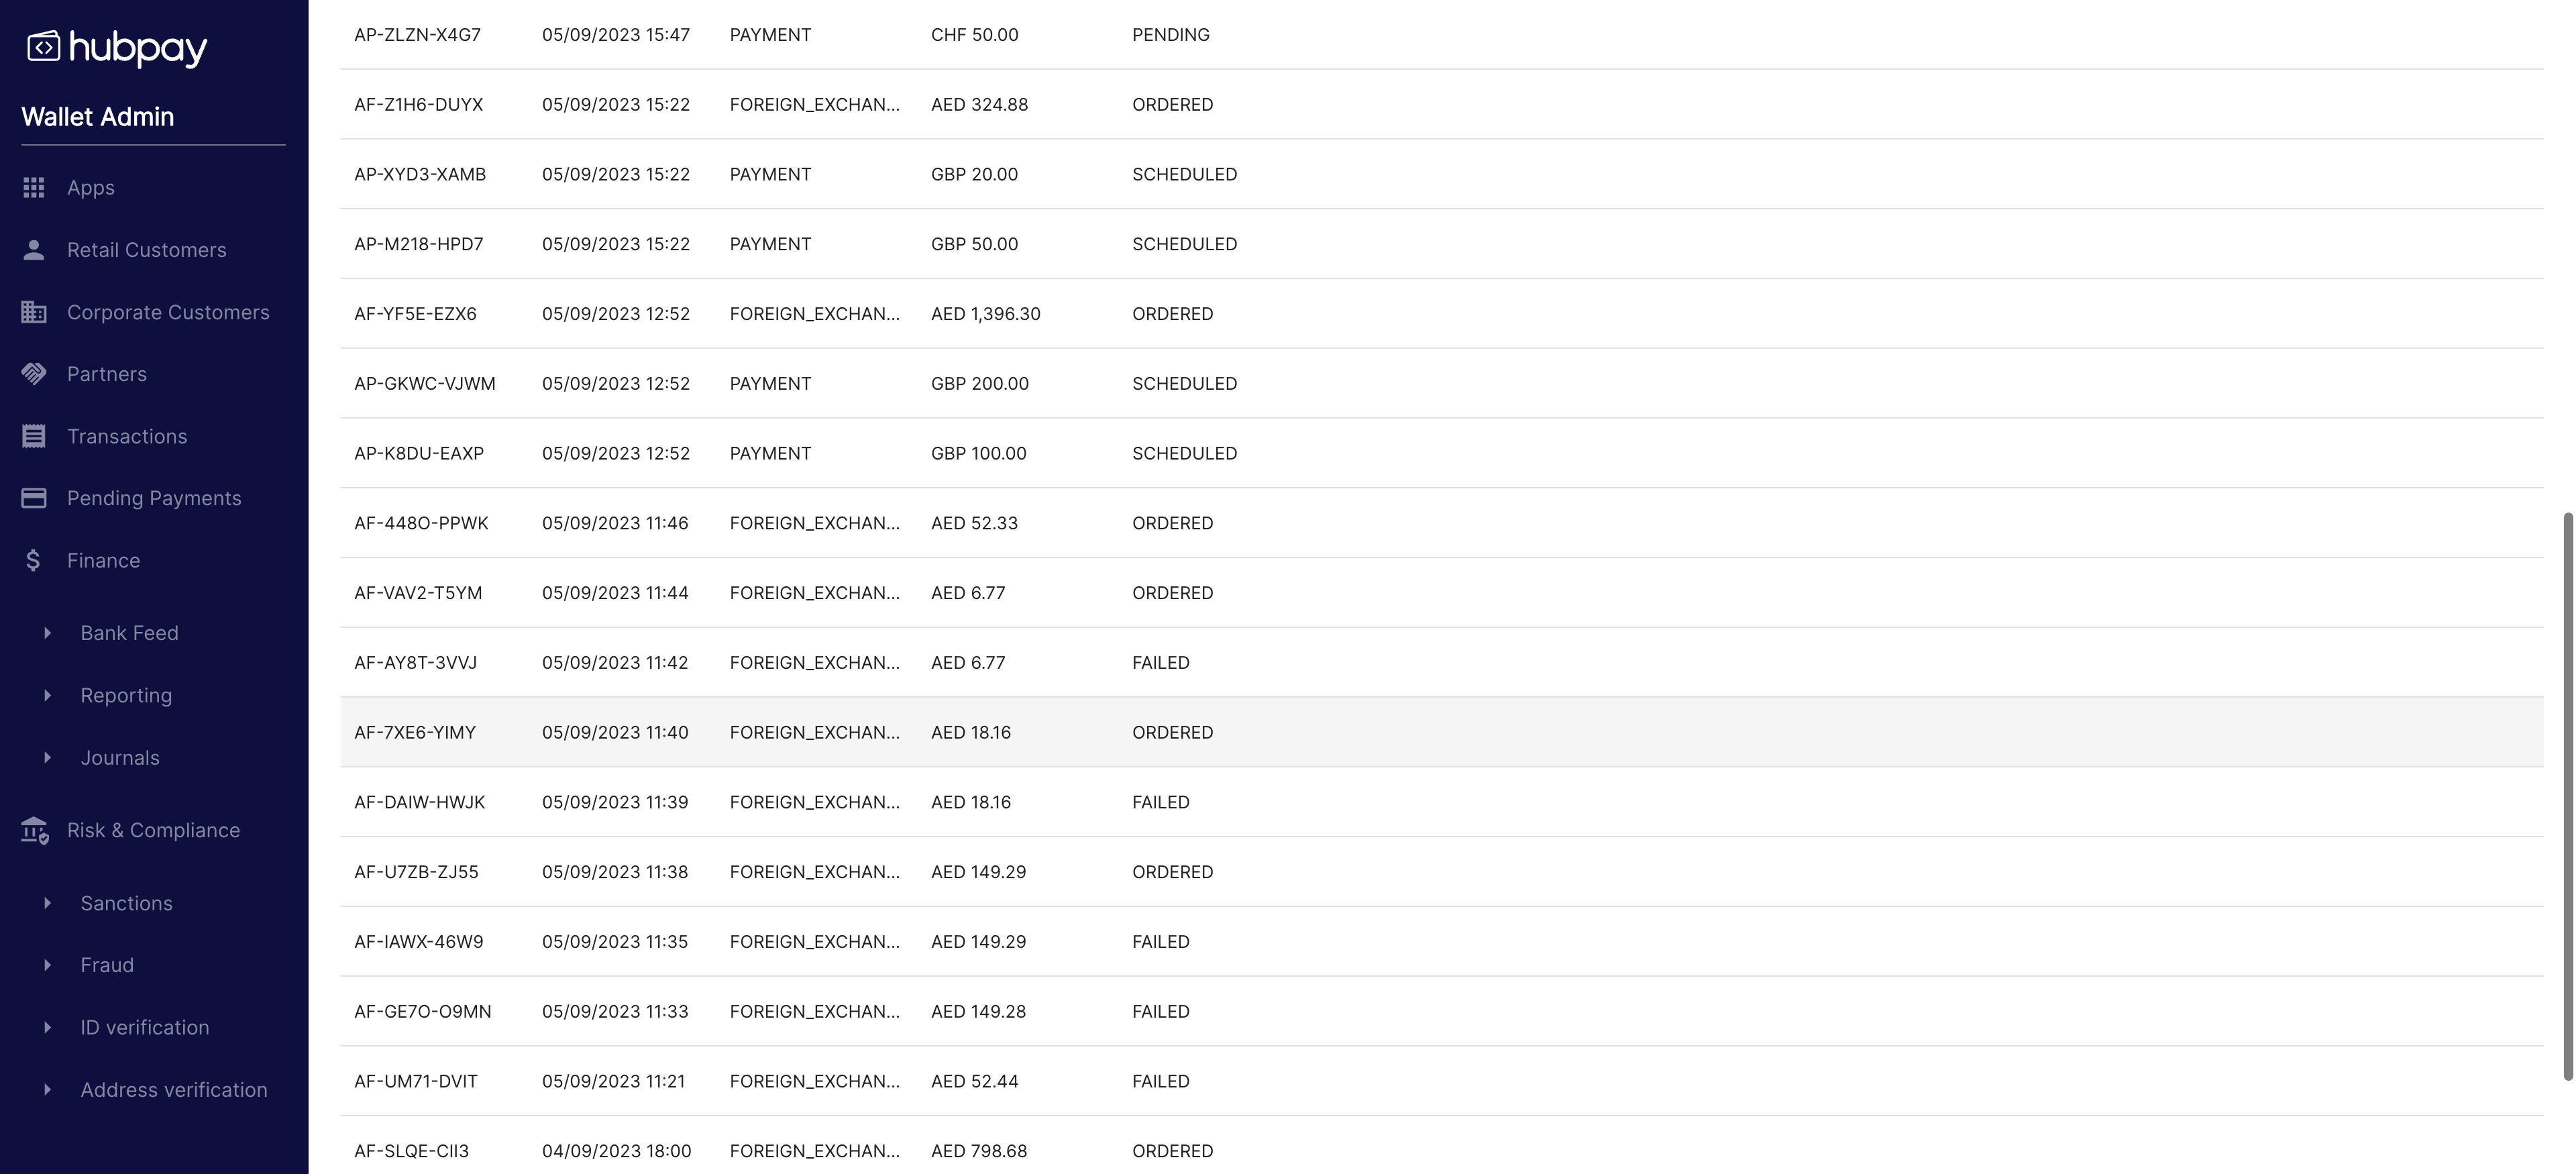 hubpay
Wallet Admin
Apps
Retail Customers
Corporate Customers
Partners
Transactions
Pending Payments
Finance
Bank Feed
Reporting
Journals
Risk & Compliance
Sanctions
Fraud
ID verification
Address verification
AP-ZLZN-X4G7 05/09/2023 15:47 PAYMENT CHF 50.00 PENDING
AF-Z1H6-DUYX 05/09/2023 15:22 FOREIGN_EXCHAN... AED 324.88 ORDERED
AP-XYD3-XAMB 05/09/2023 15:22 PAYMENT GBP 20.00 SCHEDULED
AP-M218-HPD7 05/09/2023 15:22 PAYMENT GBP 50.00 SCHEDULED
AF-YF5E-EZX6 05/09/2023 12:52 FOREIGN_EXCHAN... AED 1,396.30 ORDERED
AP-GKWC-VJWM 05/09/2023 12:52 PAYMENT GBP 200.00 SCHEDULED
AP-K8DU-EAXP 05/09/2023 12:52 PAYMENT GBP 100.00 SCHEDULED
AF-448O-PPWK 05/09/2023 11:46 FOREIGN_EXCHAN... AED 52.33 ORDERED
AF-VAV2-T5YM 05/09/2023 11:44 FOREIGN_EXCHAN... AED 6.77 ORDERED
AF-AY8T-3VVJ 05/09/2023 11:42 FOREIGN_EXCHAN... AED 6.77 FAILED
AF-7XE6-YIMY 05/09/2023 11:40 FOREIGN_EXCHAN... AED 18.16 ORDERED
AF-DAIW-HWJK 05/09/2023 11:39 FOREIGN_EXCHAN... AED 18.16 FAILED
AF-U7ZB-ZJ55 05/09/2023 11:38 FOREIGN_EXCHAN... AED 149.29 ORDERED
AF-IAWX-46W9 05/09/2023 11:35 FOREIGN_EXCHAN... AED 149.29 FAILED
AF-GE7O-O9MN 05/09/2023 11:33 FOREIGN_EXCHAN... AED 149.28 FAILED
AF-UM71-DVIT 05/09/2023 11:21 FOREIGN_EXCHAN... AED 52.44 FAILED
AF-SLQE-CII3 04/09/2023 18:00 FOREIGN_EXCHAN... AED 798.68 ORDERED